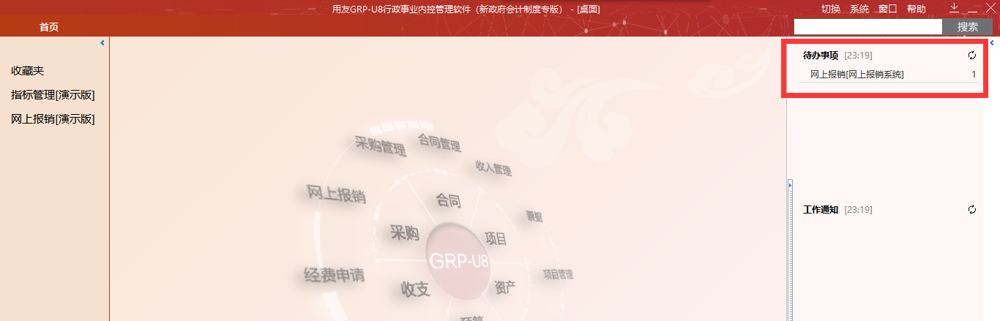 用友GRP-U8行政事业内控管理软件（新政府会计制度专版） - [桌面]
切换 系统 窗口 帮助
首页
搜索
收藏夹
指标管理[演示版]
网上报销[演示版]
待办事项 [23:19]
网上报销[网上报销系统] 1
工作通知 [23:19]
采购管理
合同管理
收入管理
网上报销
合同
票据
采购
项目
GRP-U8
经费申请
项目管理
收支
资产